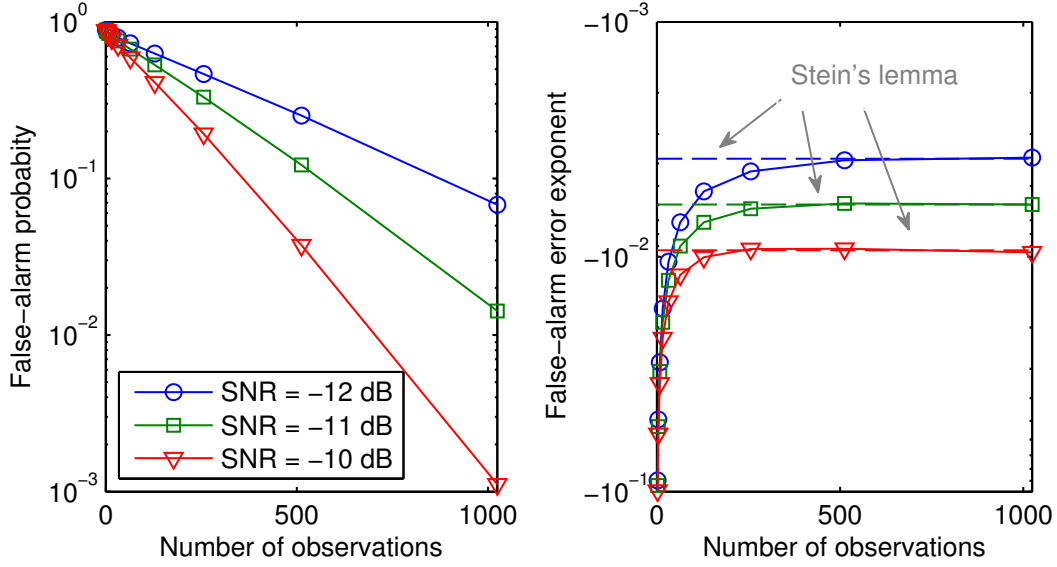 10^0
10^-1
10^-2
10^-3
0
500
1000
Number of observations
False-alarm probabity
SNR = -12 dB
SNR = -11 dB
SNR = -10 dB
-10^-3
-10^-2
-10^-1
0
500
1000
Number of observations
False-alarm error exponent
Stein's lemma